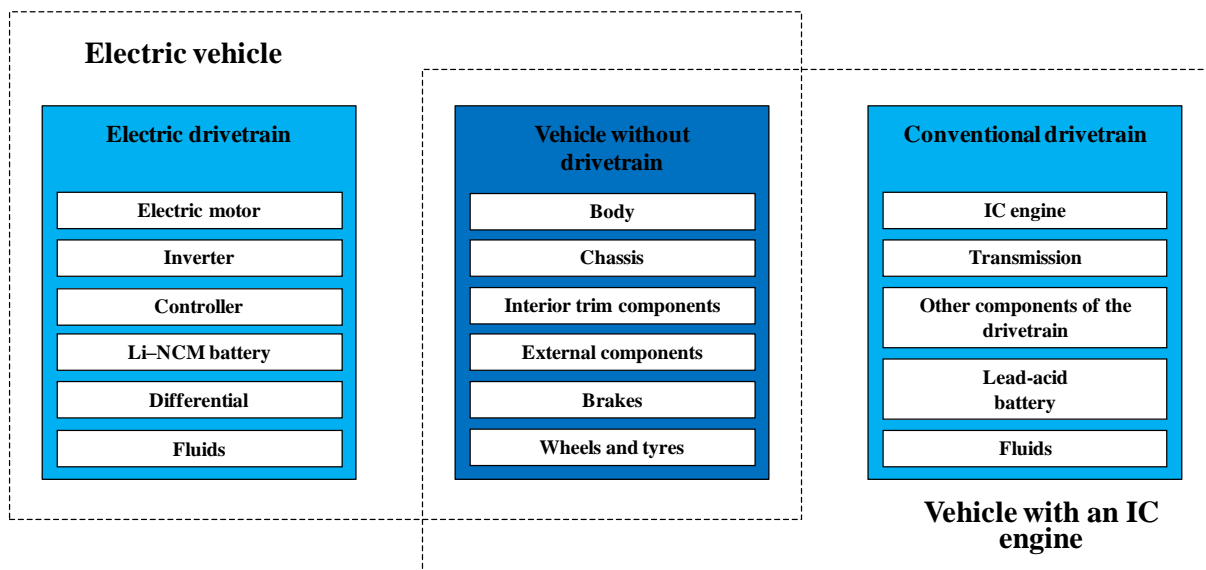 Electric vehicle
Electric drivetrain
Electric motor
Inverter
Controller
Li–NCM battery
Differential
Fluids
Vehicle without
drivetrain
Body
Chassis
Interior trim components
External components
Brakes
Wheels and tyres
Conventional drivetrain
IC engine
Transmission
Other components of the
drivetrain
Lead-acid
battery
Fluids
Vehicle with an IC
engine